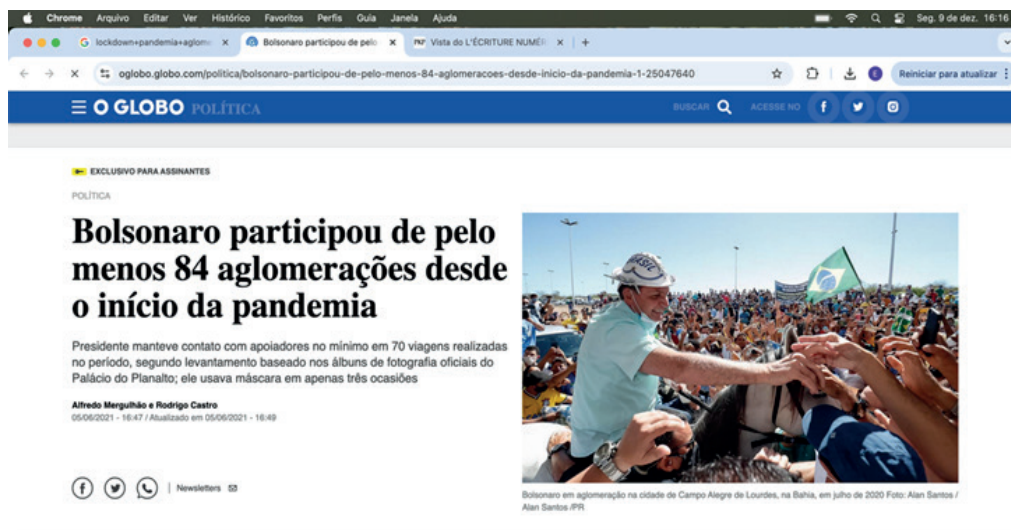 Chrome Arquivo Editar Ver Histórico Favoritos Perfis Guia Janela Ajuda Seg. 9 de dez. 16:16
lockdown+pandemia+aglome × Bolsonaro participou de pelo × Vista do L'ÉCRITURE NUMÉR × +
oglobo.globo.com/politica/bolsonaro-participou-de-pelo-menos-84-aglomeracoes-desde-inicio-da-pandemia-1-25047640 E Reiniciar para atualizar
O GLOBO POLÍTICA BUSCAR ACESSE NO
EXCLUSIVO PARA ASSINANTES
POLÍTICA
Bolsonaro participou de pelo
menos 84 aglomerações desde
o início da pandemia
Presidente manteve contato com apoiadores no mínimo em 70 viagens realizadas
no período, segundo levantamento baseado nos álbuns de fotografia oficiais do
Palácio do Planalto; ele usava máscara em apenas três ocasiões
Alfredo Mergulhão e Rodrigo Castro
05/06/2021 - 16:47 / Atualizado em 05/06/2021 - 16:49
| Newsletters
BRASIL
Bolsonaro em aglomeração na cidade de Campo Alegre de Lourdes, na Bahia, em julho de 2020 Foto: Alan Santos /
Alan Santos /PR